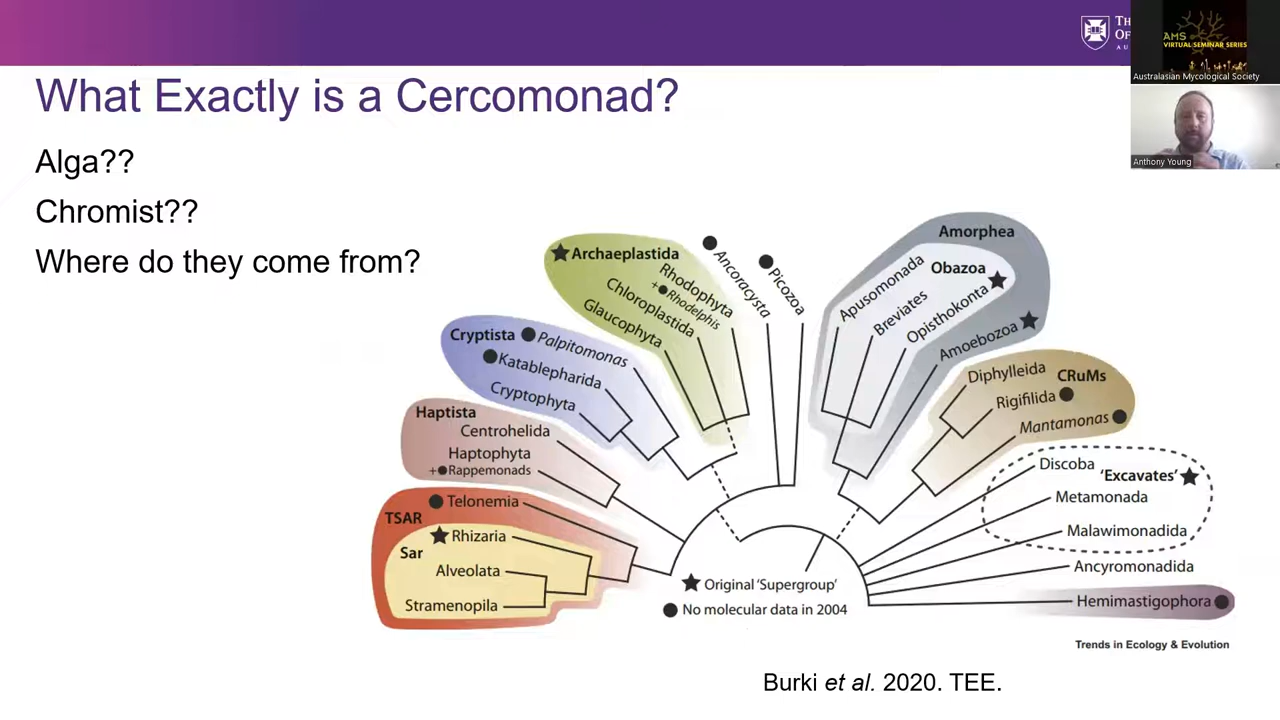 TH
OF
AU
AMS
VIRTUAL SEMINAR SERIES
Australasian Mycological Society
Anthony Young
What Exactly is a Cercomonad?
Alga??
Chromist??
Where do they come from?
Archaeplastida
Rhodophyta
+ Rhodelphis
Chloroplastida
Glaucophyta
Ancoracysta
Picozoa
Amorphea
Obazoa
Apusomonada
Breviates
Opisthokonta
Amoebozoa
Cryptista
Palpitomonas
Katablepharida
Cryptophyta
Diphylleida
CRuMs
Rigifilida
Mantamonas
Haptista
Centrohelida
Haptophyta
+ Rappemonads
Discoba
'Excavates'
Metamonada
Malawimonadida
TSAR
Telonemia
Sar
Rhizaria
Alveolata
Stramenopila
Ancyromonadida
Hemimastigophora
Original 'Supergroup'
No molecular data in 2004
Trends in Ecology & Evolution
Burki et al. 2020. TEE.